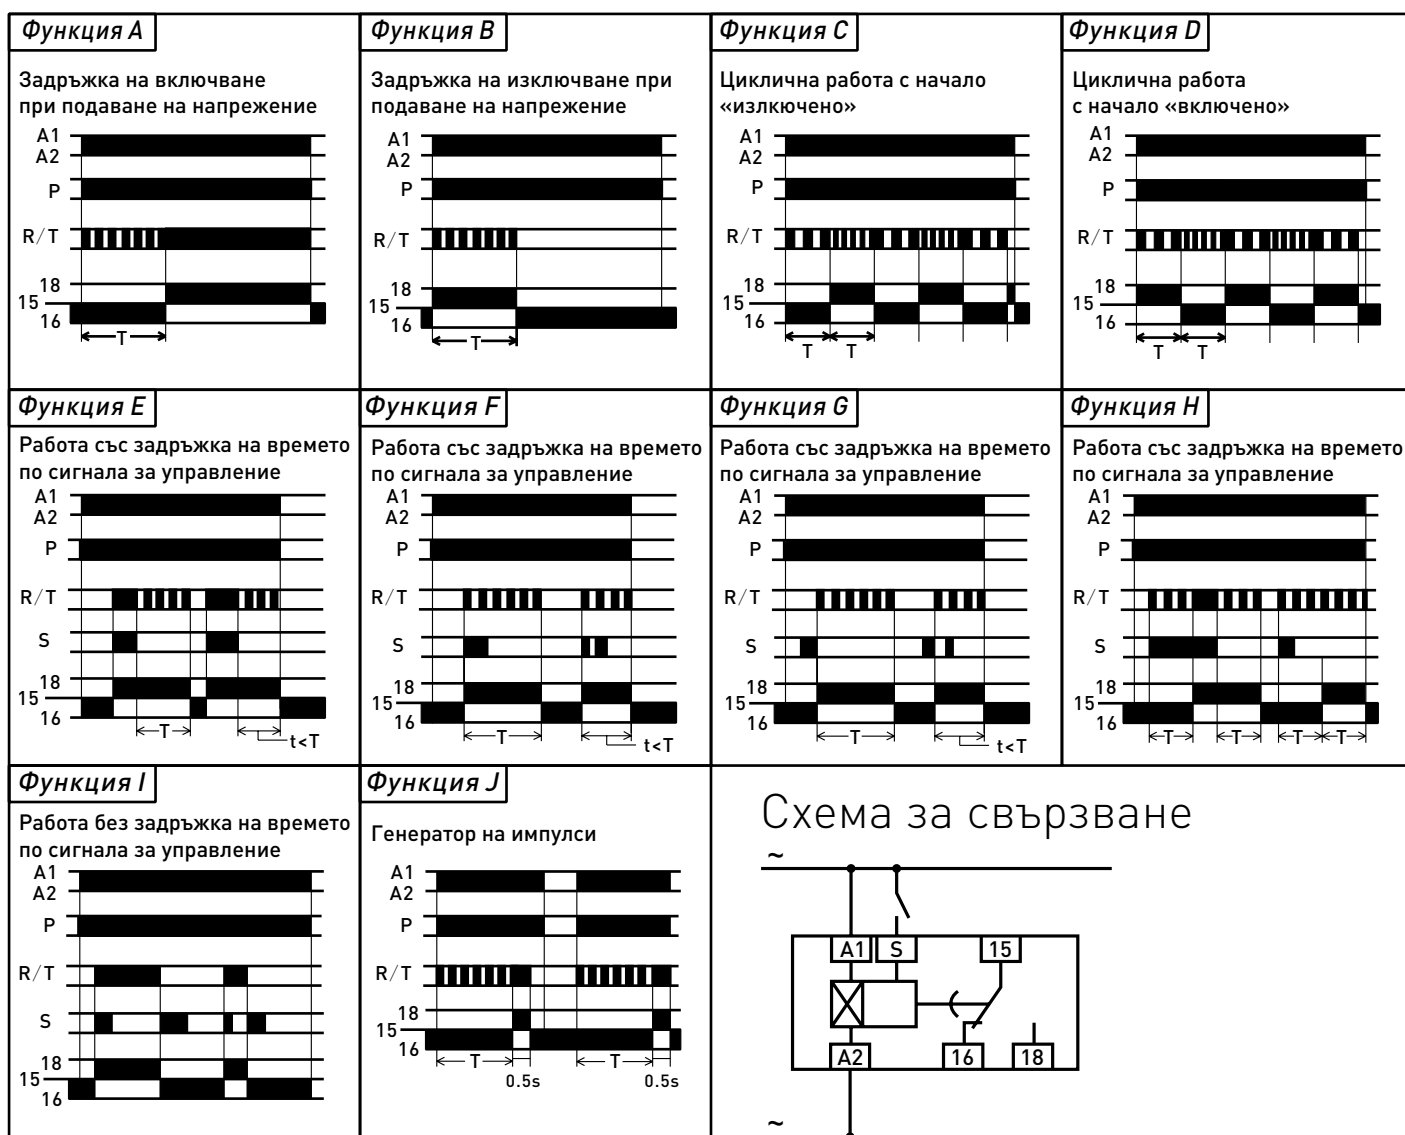 Функция A
Задръжка на включване
при подаване на напрежение
A1
A2
P
R/T
18
15
16
T
Функция B
Задръжка на изключване при
подаване на напрежение
A1
A2
P
R/T
18
15
16
T
Функция C
Циклична работа с начало
«излкючено»
A1
A2
P
R/T
18
15
16
T T
Функция D
Циклична работа
с начало «включено»
A1
A2
P
R/T
18
15
16
T T
Функция E
Работа със задръжка на времето
по сигнала за управление
A1
A2
P
R/T
S
18
15
16
T
t<T
Функция F
Работа със задръжка на времето
по сигнала за управление
A1
A2
P
R/T
S
18
15
16
T
t<T
Функция G
Работа със задръжка на времето
по сигнала за управление
A1
A2
P
R/T
S
18
15
16
T
t<T
Функция H
Работа със задръжка на времето
по сигнала за управление
A1
A2
P
R/T
S
18
15
16
T T T T
Функция I
Работа без задръжка на времето
по сигнала за управление
A1
A2
P
R/T
S
18
15
16
Функция J
Генератор на импулси
A1
A2
P
R/T
18
15
16
T T
0.5s 0.5s
Схема за свързване
~
A1 S 15
A2 16 18
~